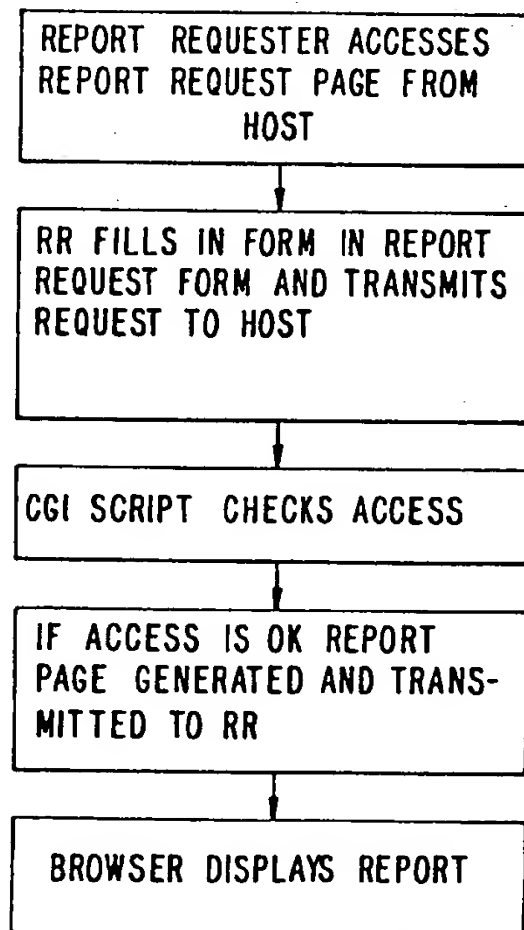 REPORT REQUESTER ACCESSES
REPORT REQUEST PAGE FROM
HOST
RR FILLS IN FORM IN REPORT
REQUEST FORM AND TRANSMITS
REQUEST TO HOST
CGI SCRIPT CHECKS ACCESS
IF ACCESS IS OK REPORT
PAGE GENERATED AND TRANS-
MITTED TO RR
BROWSER DISPLAYS REPORT